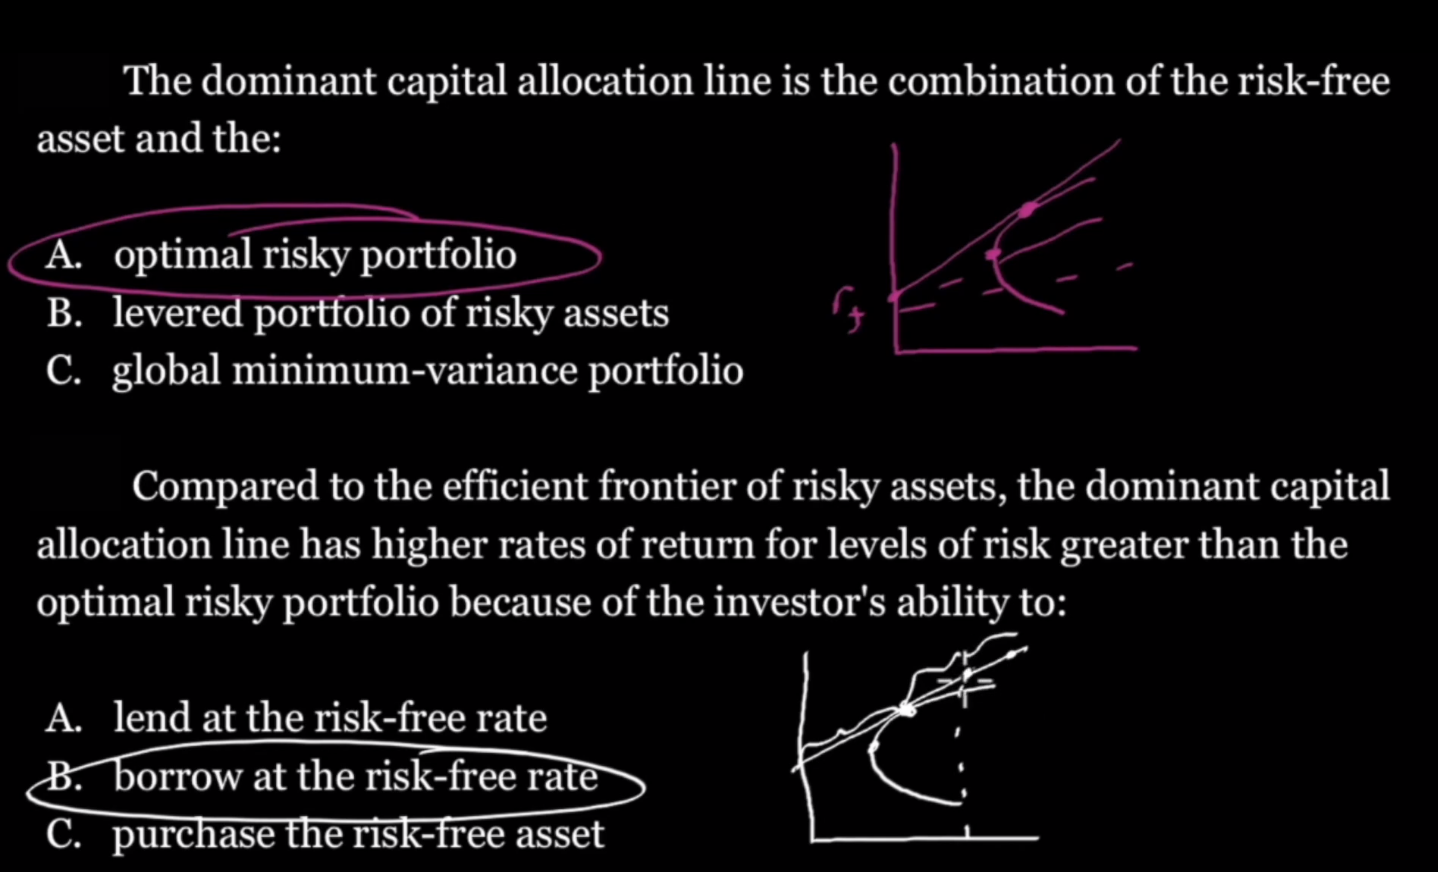 The dominant capital allocation line is the combination of the risk-free
asset and the:
A. optimal risky portfolio
B. levered portfolio of risky assets
C. global minimum-variance portfolio
rf
Compared to the efficient frontier of risky assets, the dominant capital
allocation line has higher rates of return for levels of risk greater than the
optimal risky portfolio because of the investor's ability to:
A. lend at the risk-free rate
B. borrow at the risk-free rate
C. purchase the risk-free asset